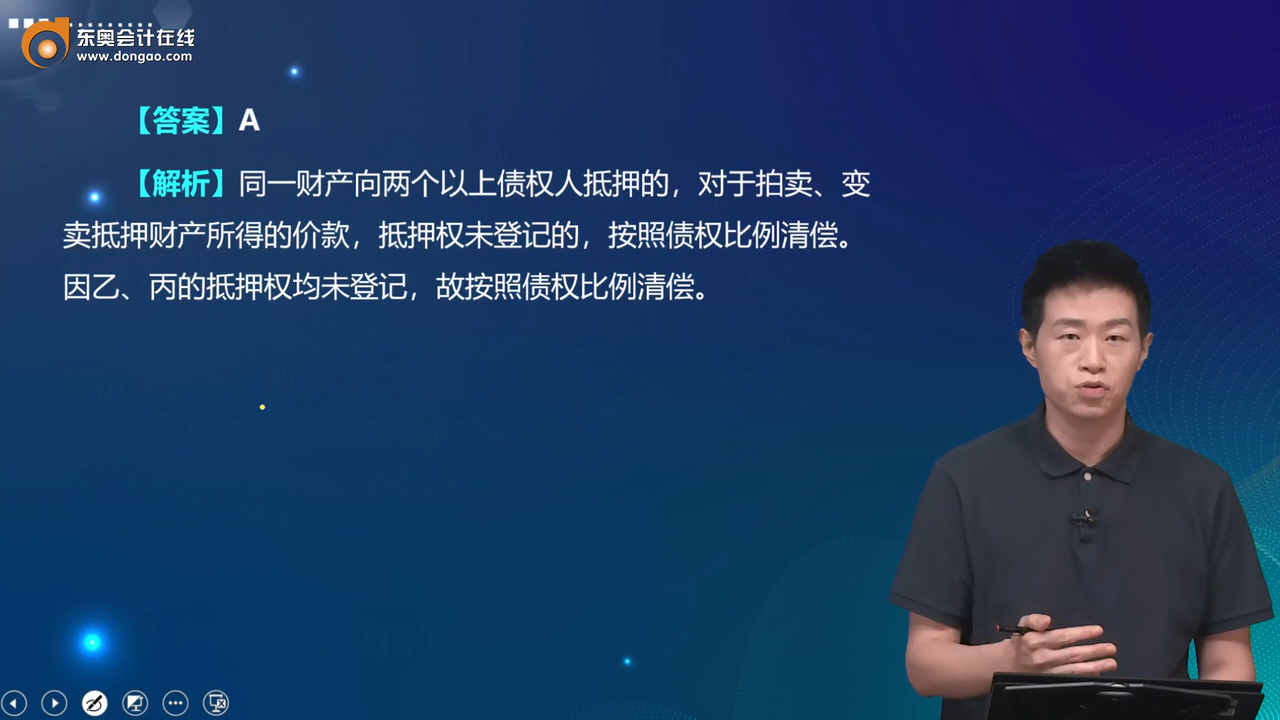 东奥会计在线
www.dongao.com
【答案】A
【解析】同一财产向两个以上债权人抵押的，对于拍卖、变
卖抵押财产所得的价款，抵押权未登记的，按照债权比例清偿。
因乙、丙的抵押权均未登记，故按照债权比例清偿。